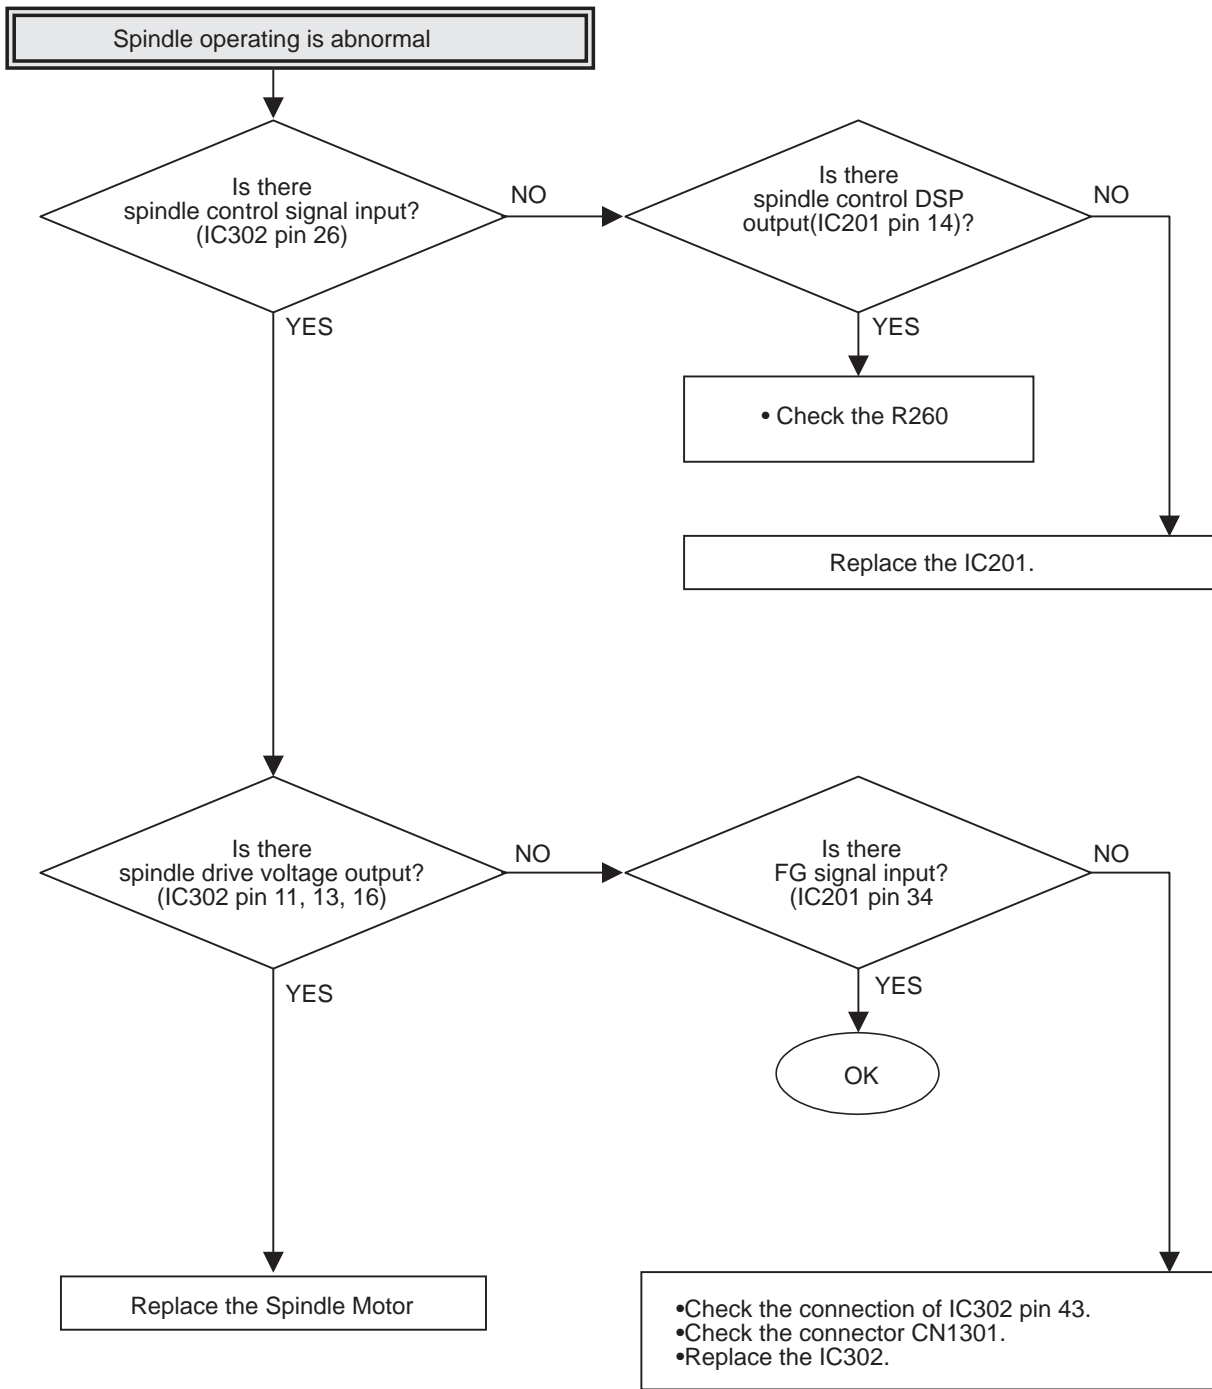 Spindle operating is abnormal
Is there
spindle control signal input?
(IC302 pin 26)
NO
YES
Is there
spindle control DSP
output(IC201 pin 14)?
NO
YES
• Check the R260
Replace the IC201.
Is there
spindle drive voltage output?
(IC302 pin 11, 13, 16)
NO
YES
Is there
FG signal input?
(IC201 pin 34
NO
YES
OK
Replace the Spindle Motor
•Check the connection of IC302 pin 43.
•Check the connector CN1301.
•Replace the IC302.